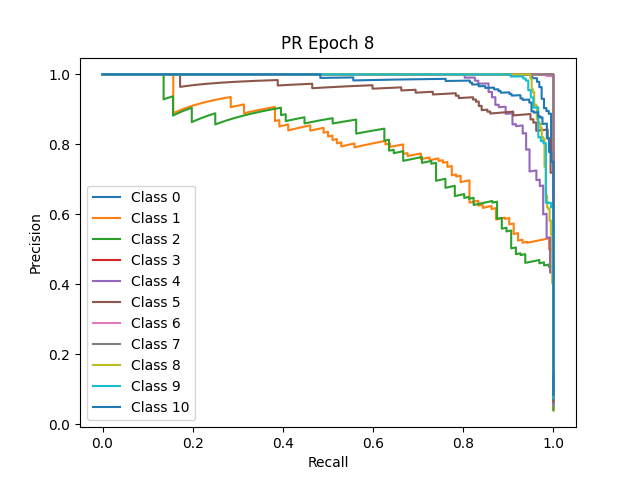 PR Epoch 8
1.0
0.8
0.6
0.4
0.2
0.0
Precision
Class 0
Class 1
Class 2
Class 3
Class 4
Class 5
Class 6
Class 7
Class 8
Class 9
Class 10
0.0 0.2 0.4 0.6 0.8 1.0
Recall